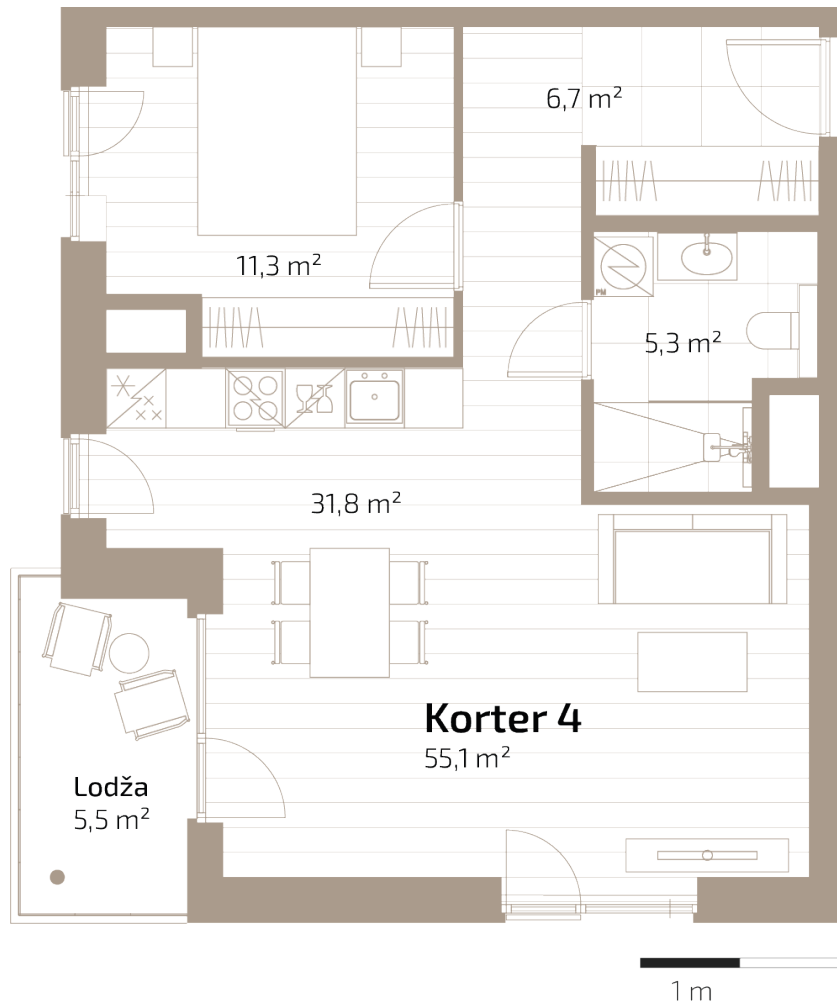 6,7 m²
11,3 m²
PM
5,3 m²
31,8 m²
Korter 4
55,1 m²
Lodža
5,5 m²
1 m